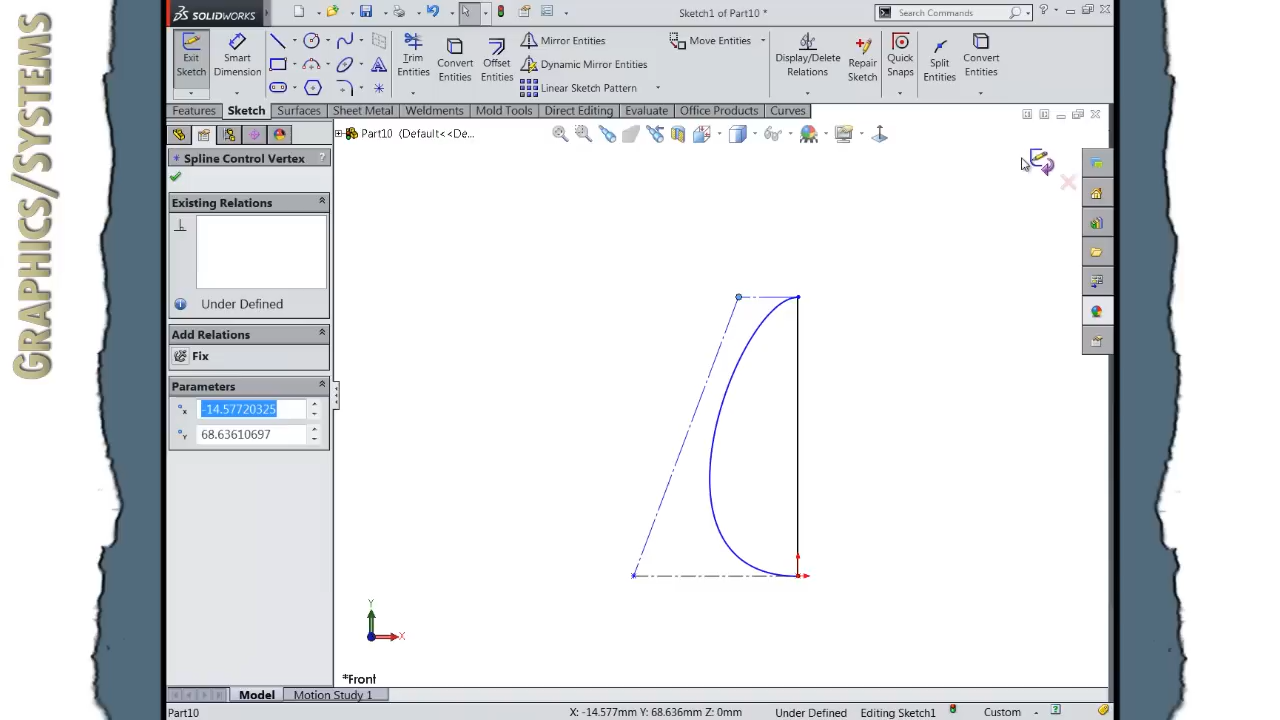 GRAPHICS/SYSTEMS
SOLIDWORKS
Sketch1 of Part10 *
Search Commands
Exit Sketch
Smart Dimension
Trim Entities
Convert Entities
Offset Entities
Mirror Entities
Dynamic Mirror Entities
Linear Sketch Pattern
Move Entities
Display/Delete Relations
Repair Sketch
Quick Snaps
Split Entities
Convert Entities
Features
Sketch
Surfaces
Sheet Metal
Weldments
Mold Tools
Direct Editing
Evaluate
Office Products
Curves
Part10 (Default<<De...
Spline Control Vertex
?
Existing Relations
Under Defined
Add Relations
Fix
Parameters
X -14.57720325
Y 68.63610697
Y
X
*Front
Model
Motion Study 1
Part10
X: -14.577mm Y: 68.636mm Z: 0mm
Under Defined
Editing Sketch1
Custom